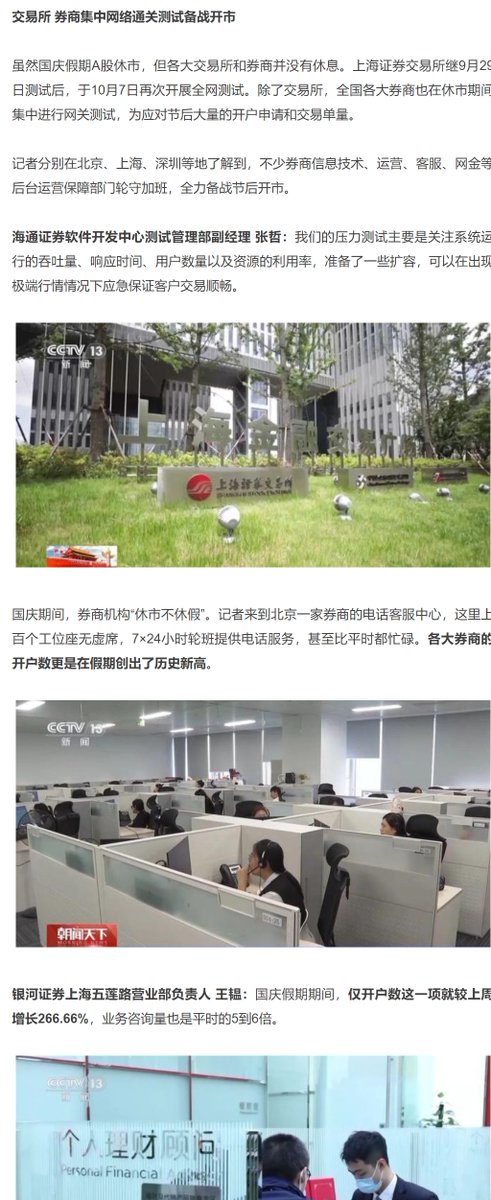 交易所 券商集中网络通关测试备战开市
虽然国庆假期A股休市，但各大交易所和券商并没有休息。上海证券交易所继9月29
日测试后，于10月7日再次开展全网测试。除了交易所，全国各大券商也在休市期间
集中进行网关测试，为应对节后大量的开户申请和交易单量。
记者分别在北京、上海、深圳等地了解到，不少券商信息技术、运营、客服、网金等
后台运营保障部门轮守加班，全力备战节后开市。
海通证券软件开发中心测试管理部副经理 张哲：我们的压力测试主要是关注系统运
行的吞吐量、响应时间、用户数量以及资源的利用率，准备了一些扩容，可以在出现
极端行情情况下应急保证客户交易顺畅。
CCTV 13
新闻
上海金融
上海證券交易所
SHANGHAI STOCK EXCHANGE
国庆期间，券商机构“休市不休假”。记者来到北京一家券商的电话客服中心，这里上
百个工位座无虚席，7×24小时轮班提供电话服务，甚至比平时都忙碌。各大券商的
开户数更是在假期创出了历史新高。
CCTV 13
新闻
朝闻天下
MORNING NEWS
银河证券上海五莲路营业部负责人 王韫：国庆假期期间，仅开户数这一项就较上周
增长266.66%，业务咨询量也是平时的5到6倍。
CCTV 13
新闻
个人理财顾问
Personal Financial